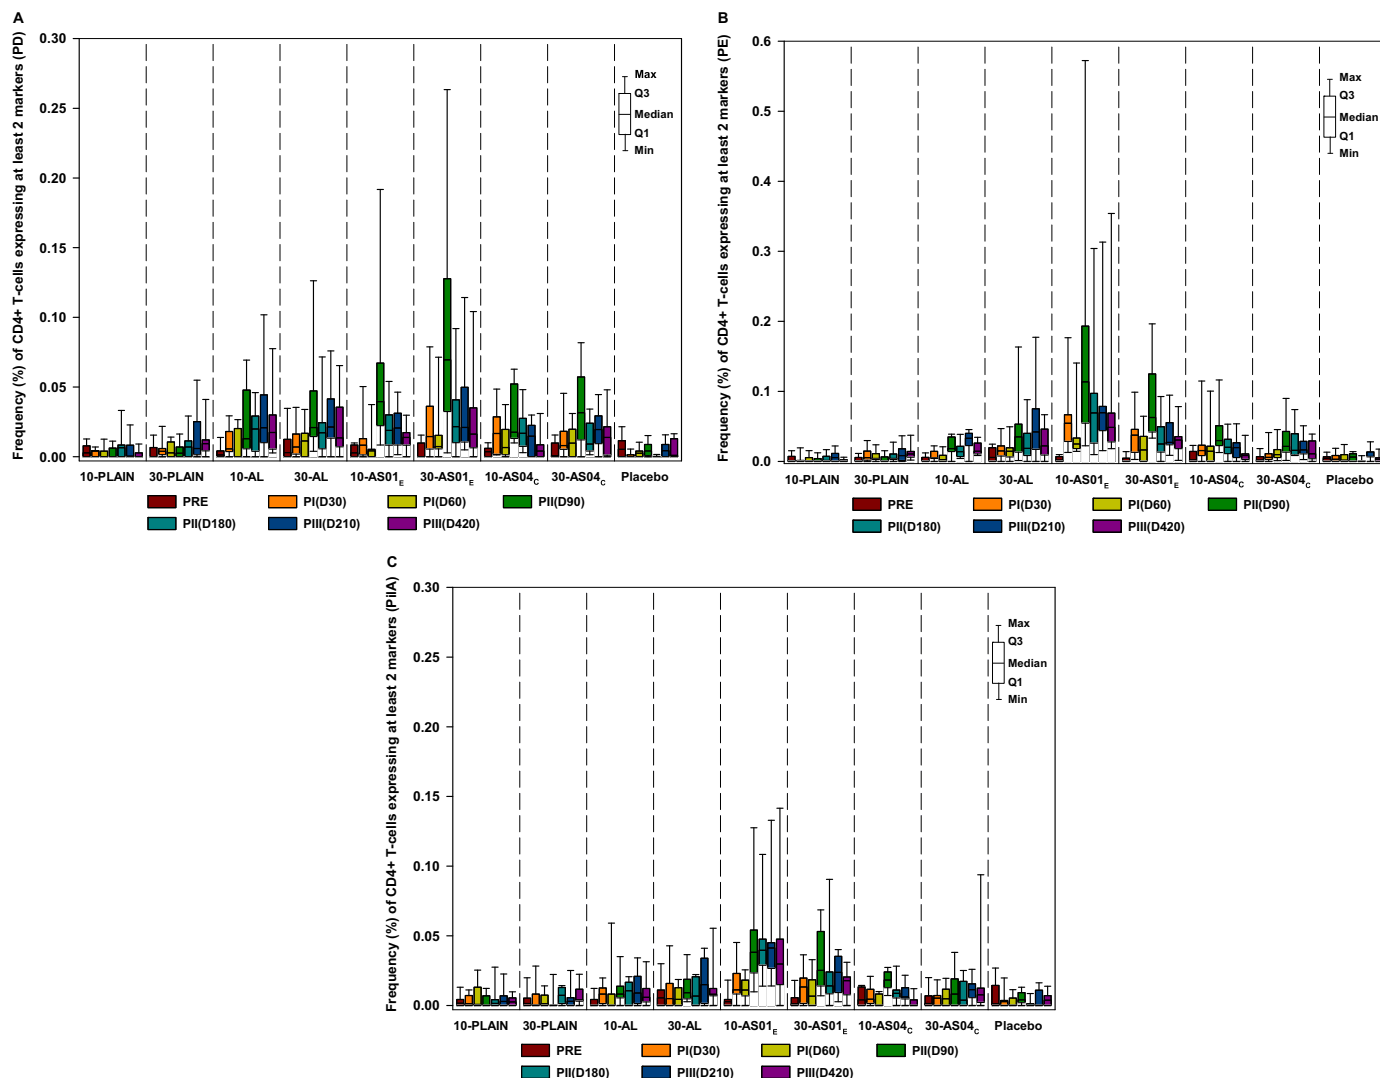 A
Frequency (%) of CD4+ T-cells expressing at least 2 markers (PD)
0.30
0.25
0.20
0.15
0.10
0.05
0.00
Max
Q3
Median
Q1
Min
10-PLAIN 30-PLAIN 10-AL 30-AL 10-AS01E 30-AS01E 10-AS04C 30-AS04C Placebo
PRE PI(D30) PI(D60) PII(D90)
PII(D180) PIII(D210) PIII(D420)
B
Frequency (%) of CD4+ T-cells expressing at least 2 markers (PE)
0.6
0.5
0.4
0.3
0.2
0.1
0.0
Max
Q3
Median
Q1
Min
10-PLAIN 30-PLAIN 10-AL 30-AL 10-AS01E 30-AS01E 10-AS04C 30-AS04C Placebo
PRE PI(D30) PI(D60) PII(D90)
PII(D180) PIII(D210) PIII(D420)
C
Frequency (%) of CD4+ T-cells expressing at least 2 markers (PilA)
0.30
0.25
0.20
0.15
0.10
0.05
0.00
Max
Q3
Median
Q1
Min
10-PLAIN 30-PLAIN 10-AL 30-AL 10-AS01E 30-AS01E 10-AS04C 30-AS04C Placebo
PRE PI(D30) PI(D60) PII(D90)
PII(D180) PIII(D210) PIII(D420)